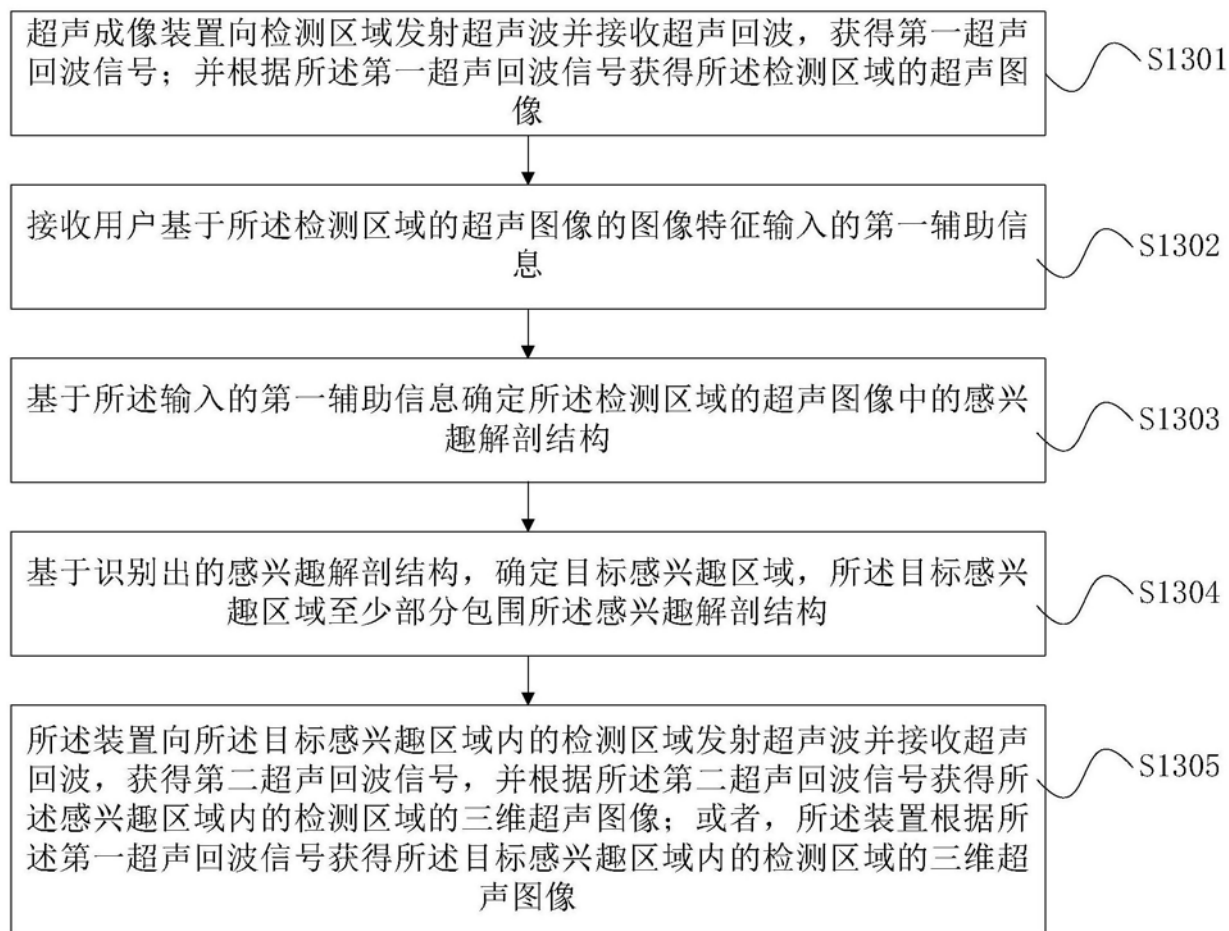 超声成像装置向检测区域发射超声波并接收超声回波，获得第一超声
回波信号；并根据所述第一超声回波信号获得所述检测区域的超声图
像
S1301
接收用户基于所述检测区域的超声图像的图像特征输入的第一辅助信
息
S1302
基于所述输入的第一辅助信息确定所述检测区域的超声图像中的感兴
趣解剖结构
S1303
基于识别出的感兴趣解剖结构，确定目标感兴趣区域，所述目标感兴
趣区域至少部分包围所述感兴趣解剖结构
S1304
所述装置向所述目标感兴趣区域内的检测区域发射超声波并接收超声
回波，获得第二超声回波信号，并根据所述第二超声回波信号获得所
述感兴趣区域内的检测区域的三维超声图像；或者，所述装置根据所
述第一超声回波信号获得所述目标感兴趣区域内的检测区域的三维超
声图像
S1305